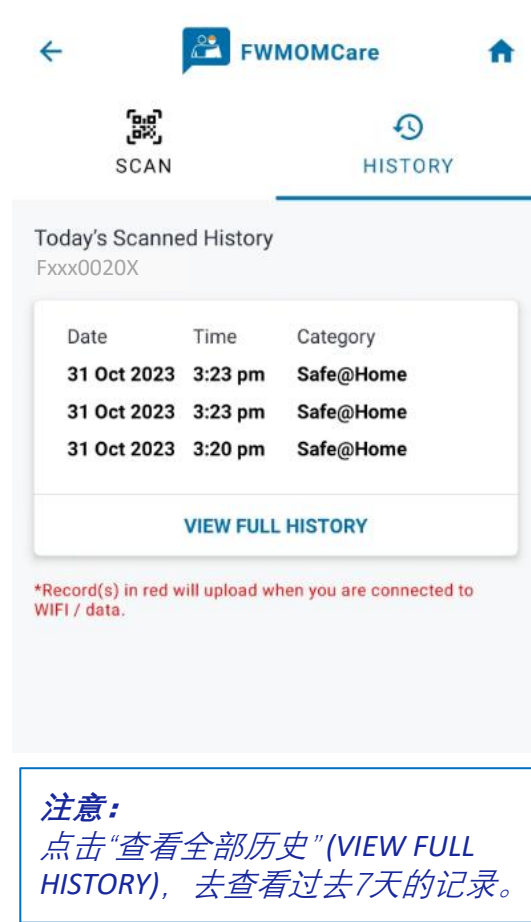 FWMOMCare
SCAN
HISTORY
Today's Scanned History
Fxxx0020X
Date Time Category
31 Oct 2023 3:23 pm Safe@Home
31 Oct 2023 3:23 pm Safe@Home
31 Oct 2023 3:20 pm Safe@Home
VIEW FULL HISTORY
*Record(s) in red will upload when you are connected to
WIFI / data.
注意：
点击“查看全部历史”(VIEW FULL
HISTORY)，去查看过去7天的记录。